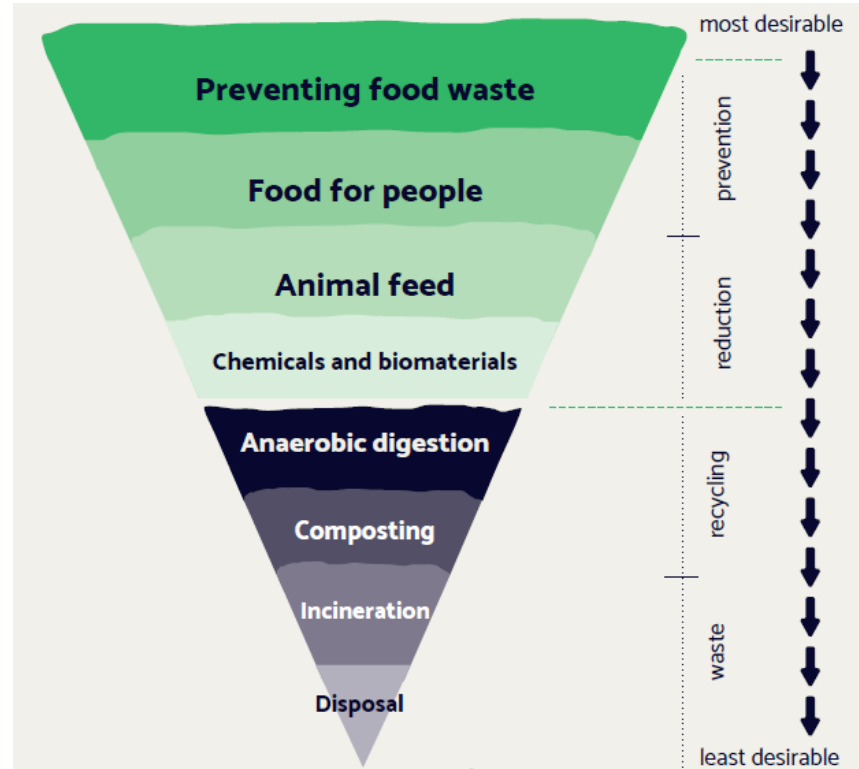 most desirable
Preventing food waste
prevention
Food for people
Animal feed
reduction
Chemicals and biomaterials
Anaerobic digestion
recycling
Composting
Incineration
waste
Disposal
least desirable